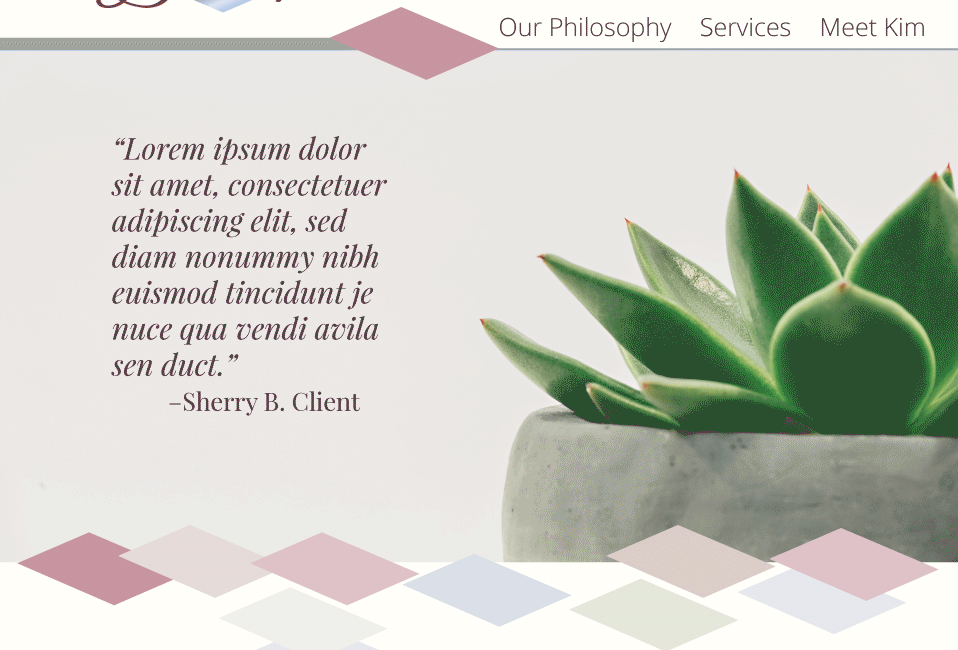 Our Philosophy Services Meet Kim
“Lorem ipsum dolor
sit amet, consectetuer
adipiscing elit, sed
diam nonummy nibh
euismod tincidunt je
nuce qua vendi avila
sen duct.”
–Sherry B. Client